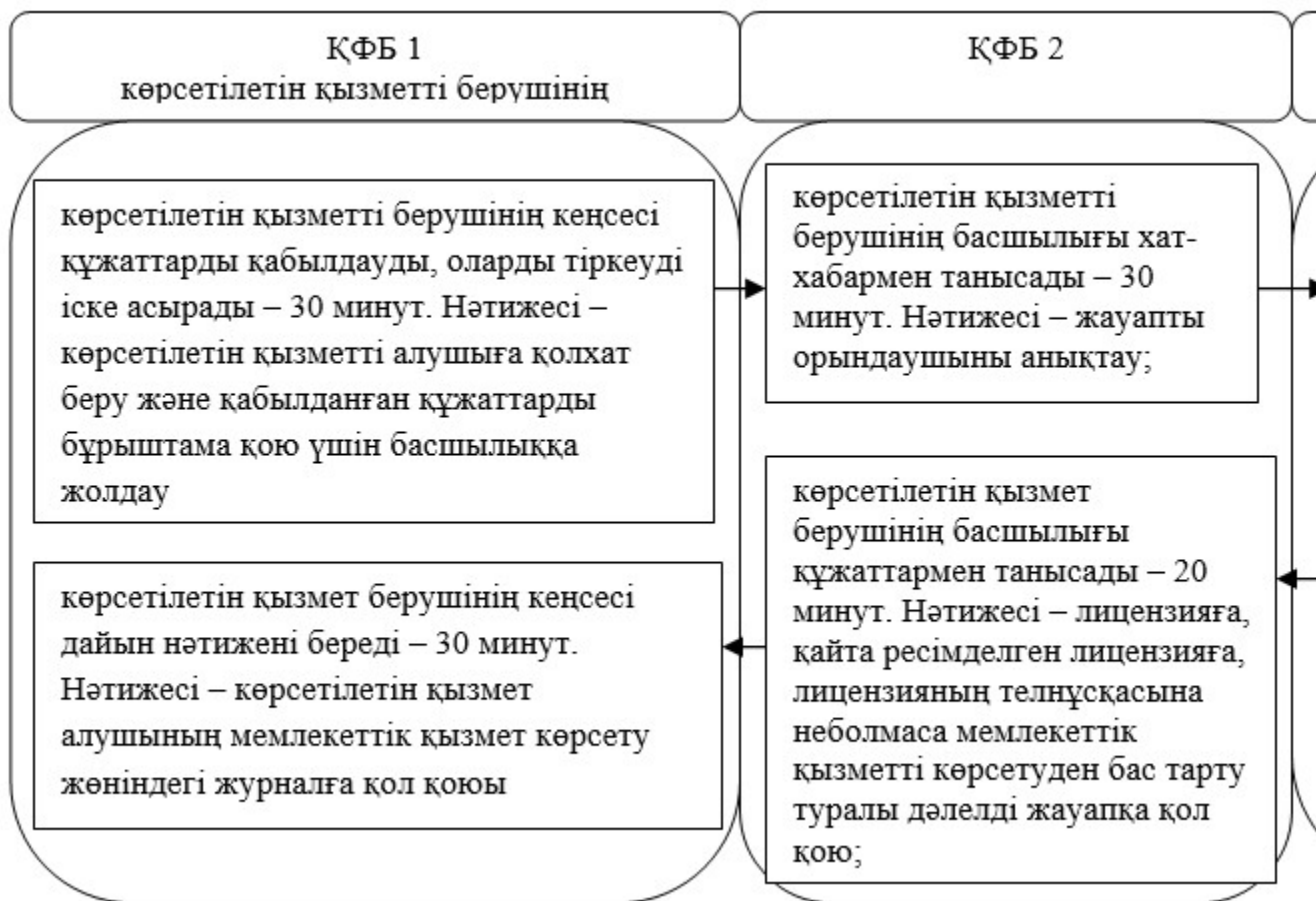 ҚФБ 1
көрсетілетін қызметті берушінің
ҚФБ 2
көрсетілетін қызметті берушінің кеңсесі
құжаттарды қабылдауды, оларды тіркеуді
іске асырады – 30 минут. Нәтижесі –
көрсетілетін қызметті алушыға қолхат
беру және қабылданған құжаттарды
бұрыштама қою үшін басшылыққа
жолдау
көрсетілетін қызметті
берушінің басшылығы хат-
хабармен танысады – 30
минут. Нәтижесі – жауапты
орындаушыны анықтау;
көрсетілетін қызмет
берушінің басшылығы
құжаттармен танысады – 20
минут. Нәтижесі – лицензияға,
қайта ресімделген лицензияға,
лицензияның телнұсқасына
неболмаса мемлекеттік
қызметті көрсетуден бас тарту
туралы дәлелді жауапқа қол
қою;
көрсетілетін қызмет берушінің кеңсесі
дайын нәтижені береді – 30 минут.
Нәтижесі – көрсетілетін қызмет
алушының мемлекеттік қызмет көрсету
жөніндегі журналға қол қоюы